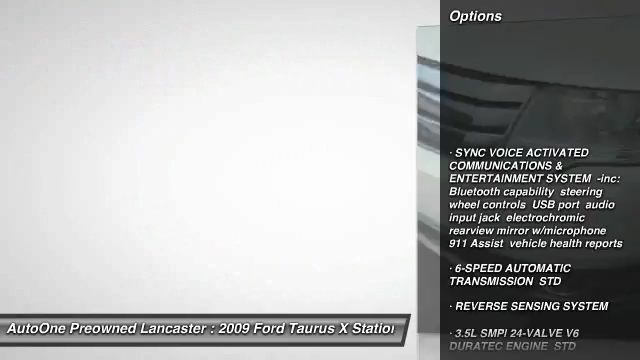 Options
· SYNC VOICE ACTIVATED
COMMUNICATIONS &
ENTERTAINMENT SYSTEM -inc:
Bluetooth capability steering
wheel controls USB port audio
input jack electrochromic
rearview mirror w/microphone
911 Assist vehicle health reports
· 6-SPEED AUTOMATIC
TRANSMISSION STD
· REVERSE SENSING SYSTEM
· 3.5L SMPI 24-VALVE V6
DURATEC ENGINE STD
AutoOne Preowned Lancaster : 2009 Ford Taurus X Station